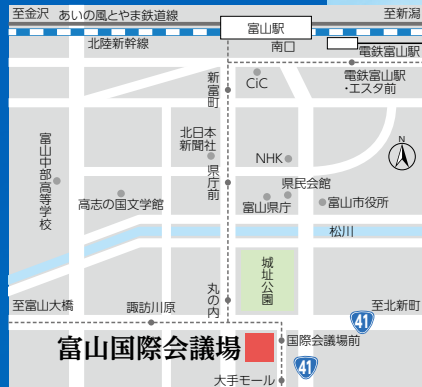 至金沢 あいの風とやま鉄道線
富山駅
至新潟
北陸新幹線
南口
電鉄富山駅
電鉄富山駅
・エスタ前
CiC
新富町
北日本
新聞社
県庁前
NHK
県民会館
富山県庁
富山市役所
富山中部高等学校
高志の国文学館
N
松川
城址公園
丸の内
至富山大橋
諏訪川原
至北新町
41
富山国際会議場
国際会議場前
41
大手モール